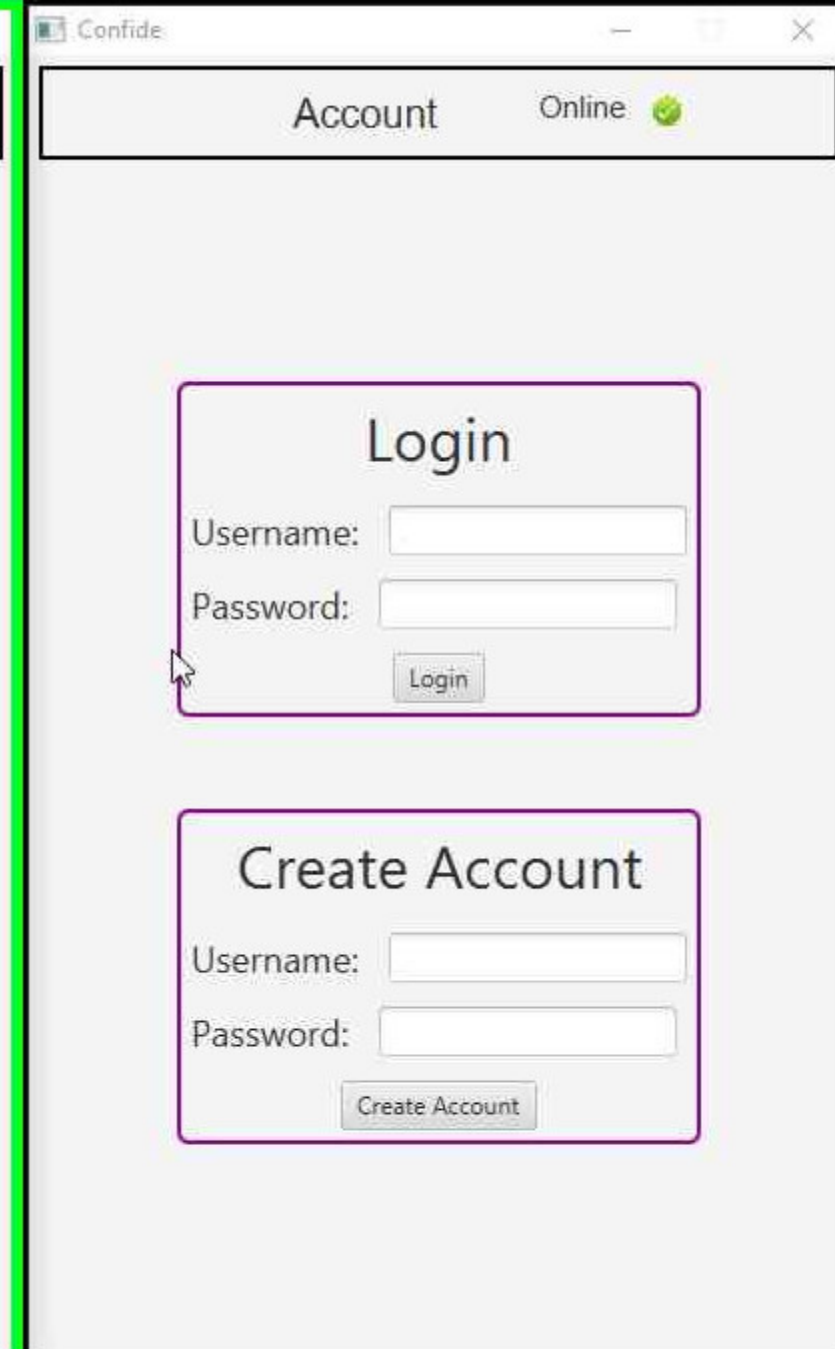 Confide
Account Online
Login
Username:
Password:
Login
Create Account
Username:
Password:
Create Account